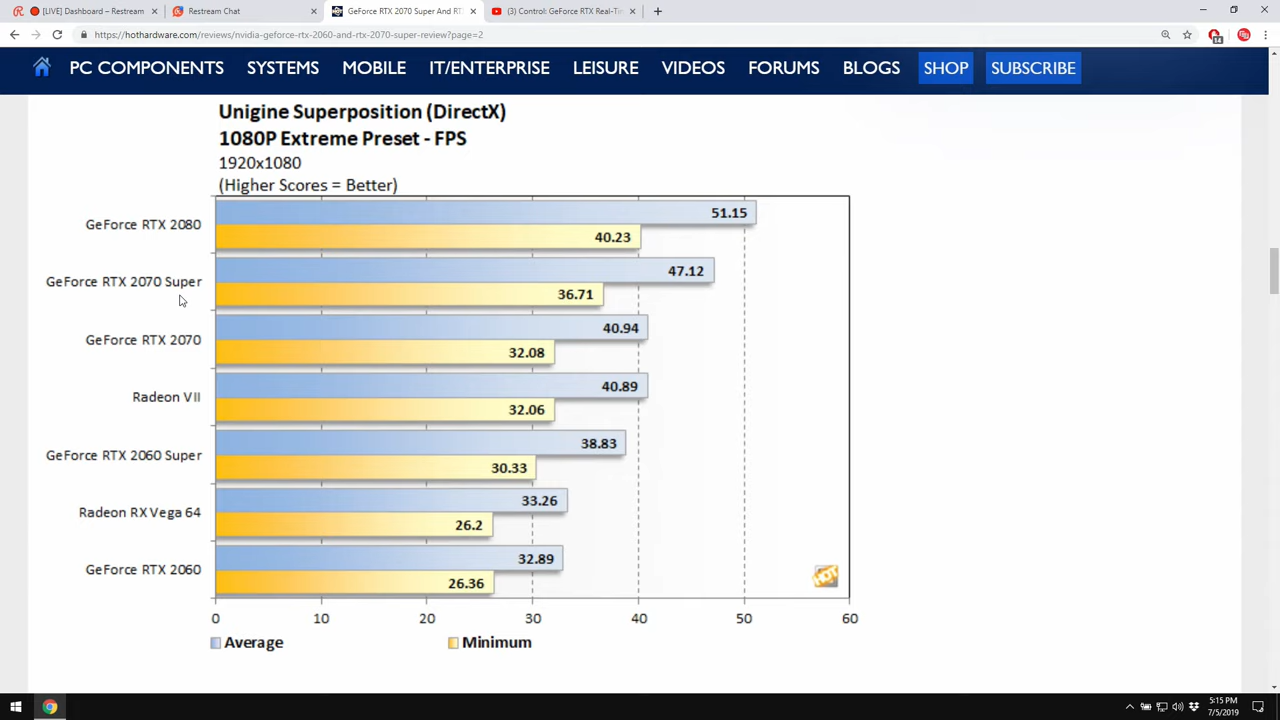 [LIVE] Dashboard – Restream
Restream Chat
GeForce RTX 2070 Super And RT
(3) Control: GeForce RTX Real-Tim
https://hothardware.com/reviews/nvidia-geforce-rtx-2060-and-rtx-2070-super-review?page=2
PC COMPONENTS SYSTEMS MOBILE IT/ENTERPRISE LEISURE VIDEOS FORUMS BLOGS SHOP SUBSCRIBE
Unigine Superposition (DirectX)
1080P Extreme Preset - FPS
1920x1080
(Higher Scores = Better)
GeForce RTX 2080 51.15
40.23
GeForce RTX 2070 Super 47.12
36.71
GeForce RTX 2070 40.94
32.08
Radeon VII 40.89
32.06
GeForce RTX 2060 Super 38.83
30.33
Radeon RX Vega 64 33.26
26.2
GeForce RTX 2060 32.89
26.36
HOT
0 10 20 30 40 50 60
Average Minimum
5:15 PM
7/5/2019